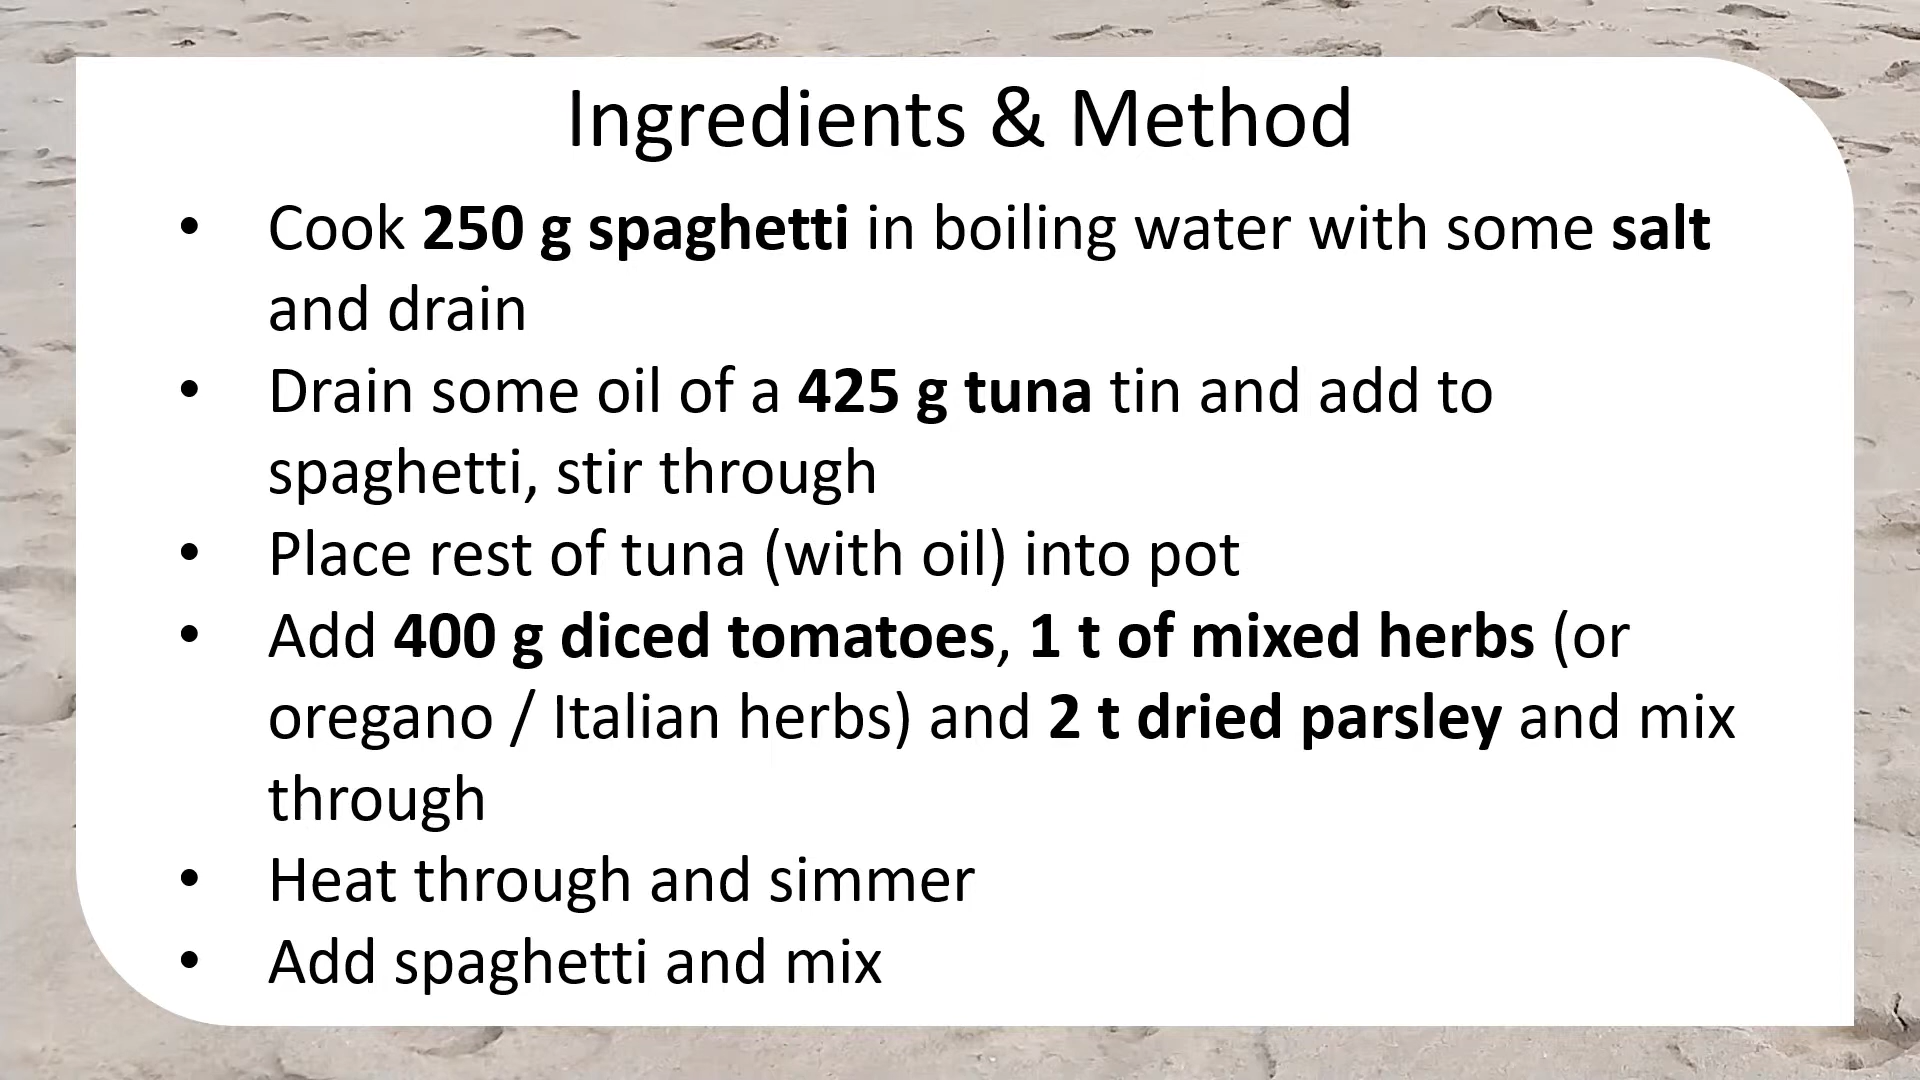 Ingredients & Method
• Cook 250 g spaghetti in boiling water with some salt
and drain
• Drain some oil of a 425 g tuna tin and add to
spaghetti, stir through
• Place rest of tuna (with oil) into pot
• Add 400 g diced tomatoes, 1 t of mixed herbs (or
oregano / Italian herbs) and 2 t dried parsley and mix
through
• Heat through and simmer
• Add spaghetti and mix